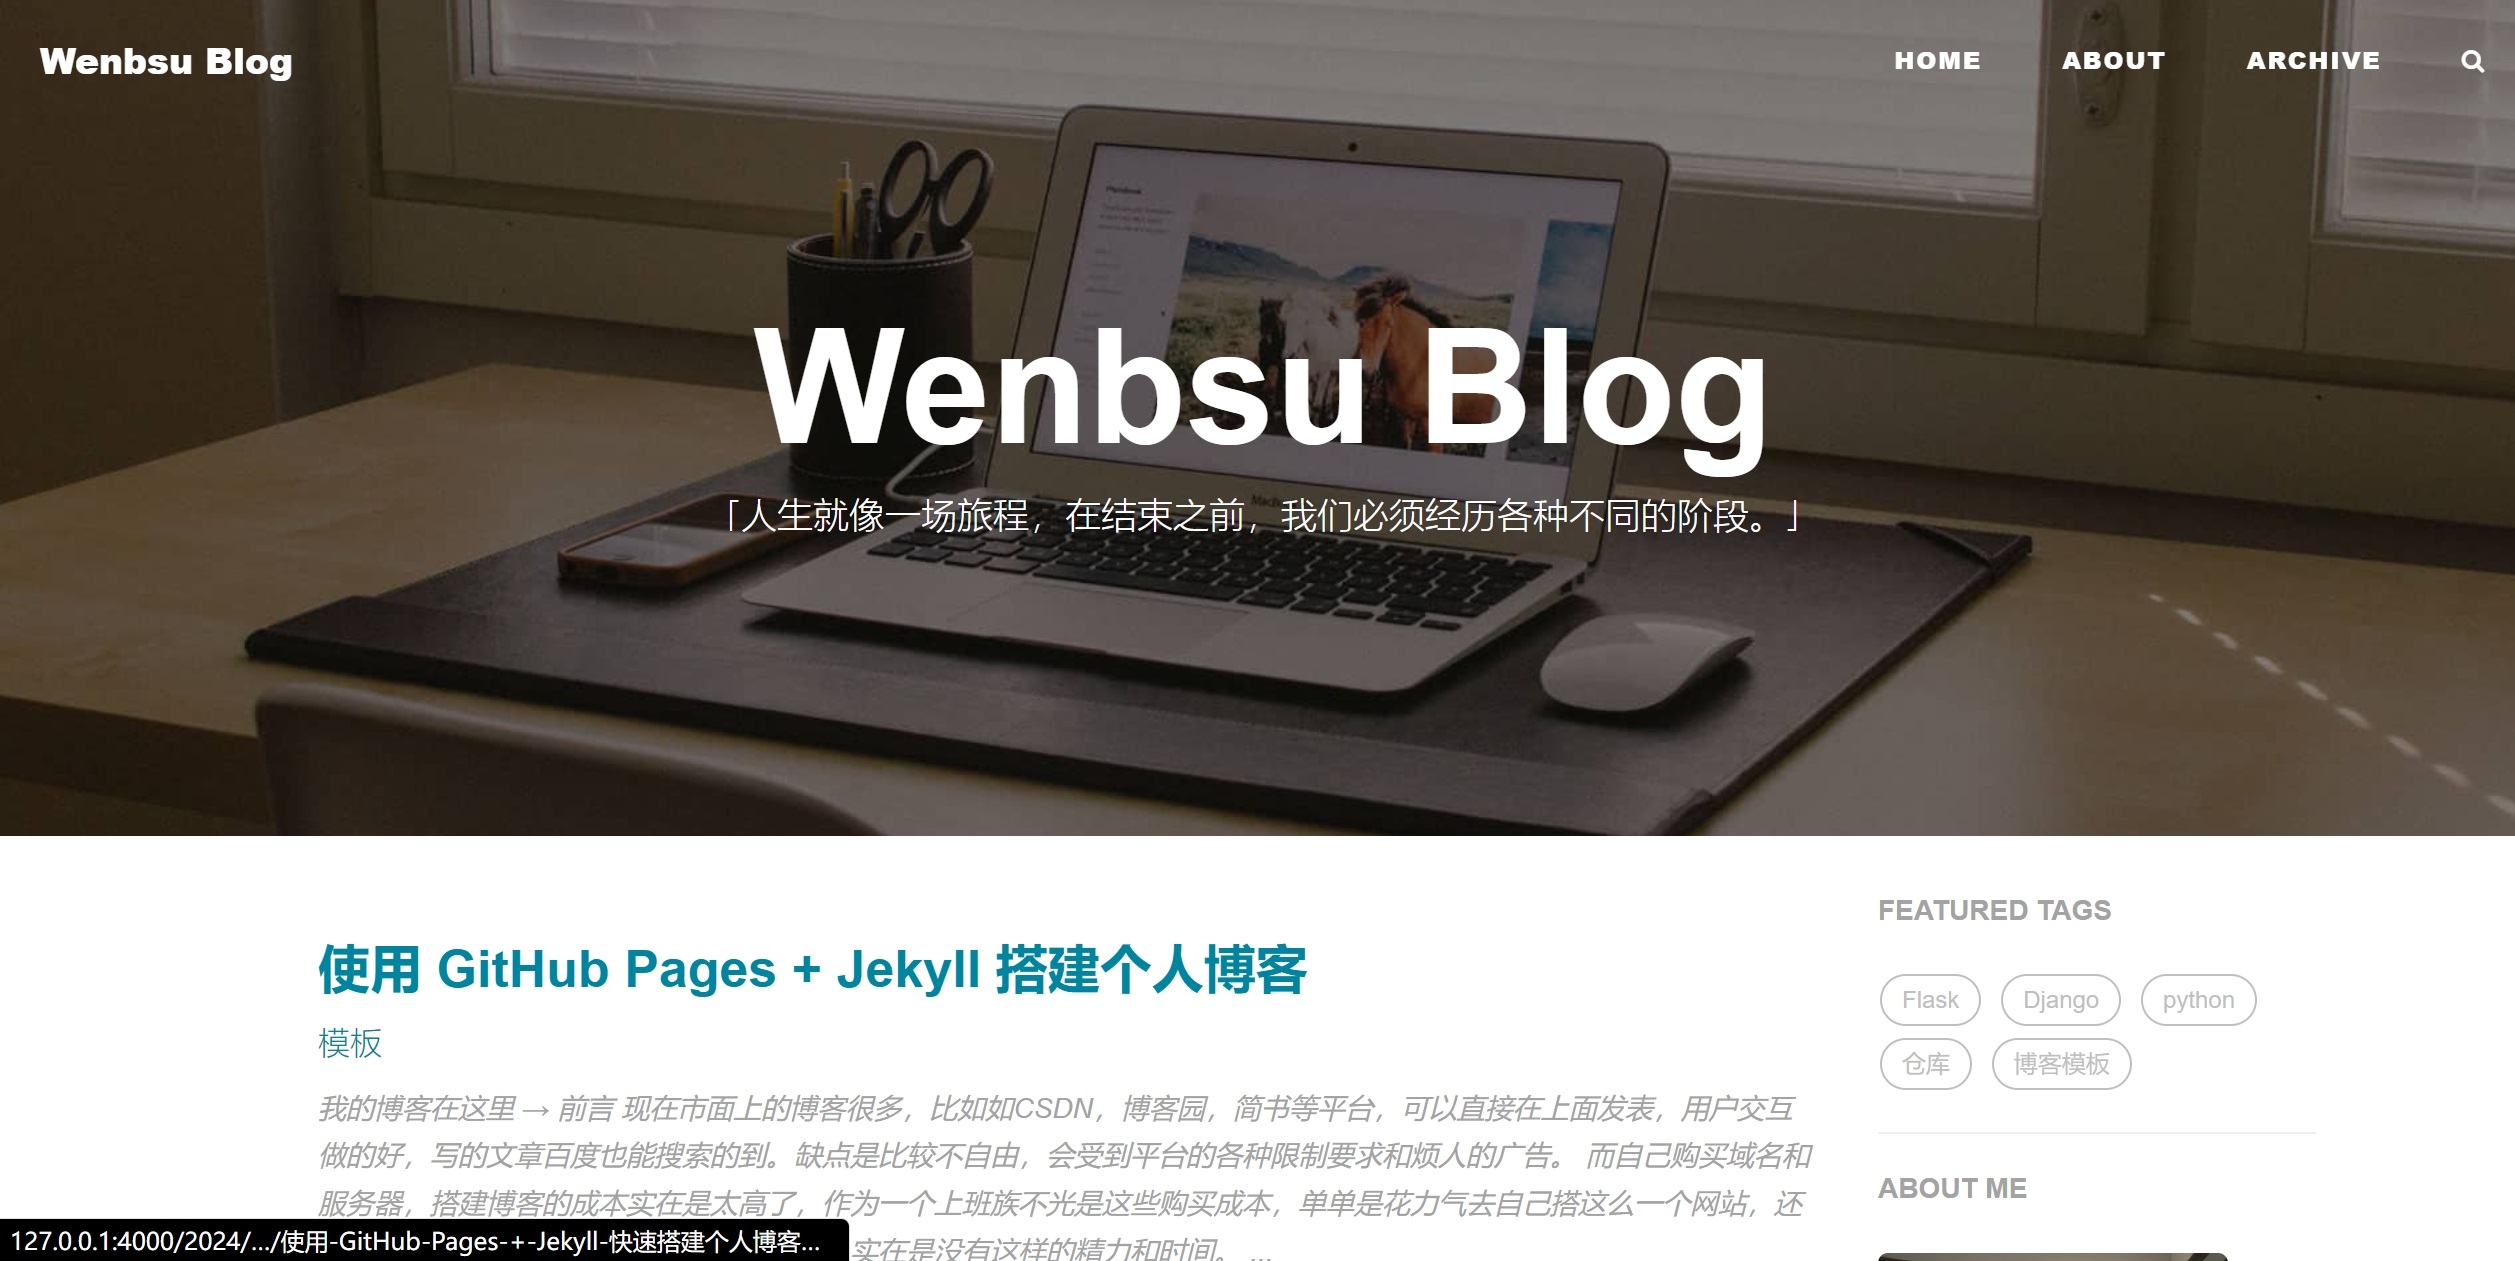 Wenbsu Blog
HOME ABOUT ARCHIVE
Wenbsu Blog
「人生就像一场旅程，在结束之前，我们必须经历各种不同的阶段。」
使用 GitHub Pages + Jekyll 搭建个人博客
模板
我的博客在这里 → 前言 现在市面上的博客很多，比如如CSDN，博客园，简书等平台，可以直接在上面发表，用户交互
做的好，写的文章百度也能搜索的到。缺点是比较不自由，会受到平台的各种限制要求和烦人的广告。 而自己购买域名和
服务器，搭建博客的成本实在是太高了，作为一个上班族不光是这些购买成本，单单是花力气去自己搭这么一个网站，还
实在是没有这样的精力和时间。 ...
FEATURED TAGS
Flask Django python
仓库 博客模板
ABOUT ME
127.0.0.1:4000/2024/.../使用-GitHub-Pages-+-Jekyll-快速搭建个人博客...